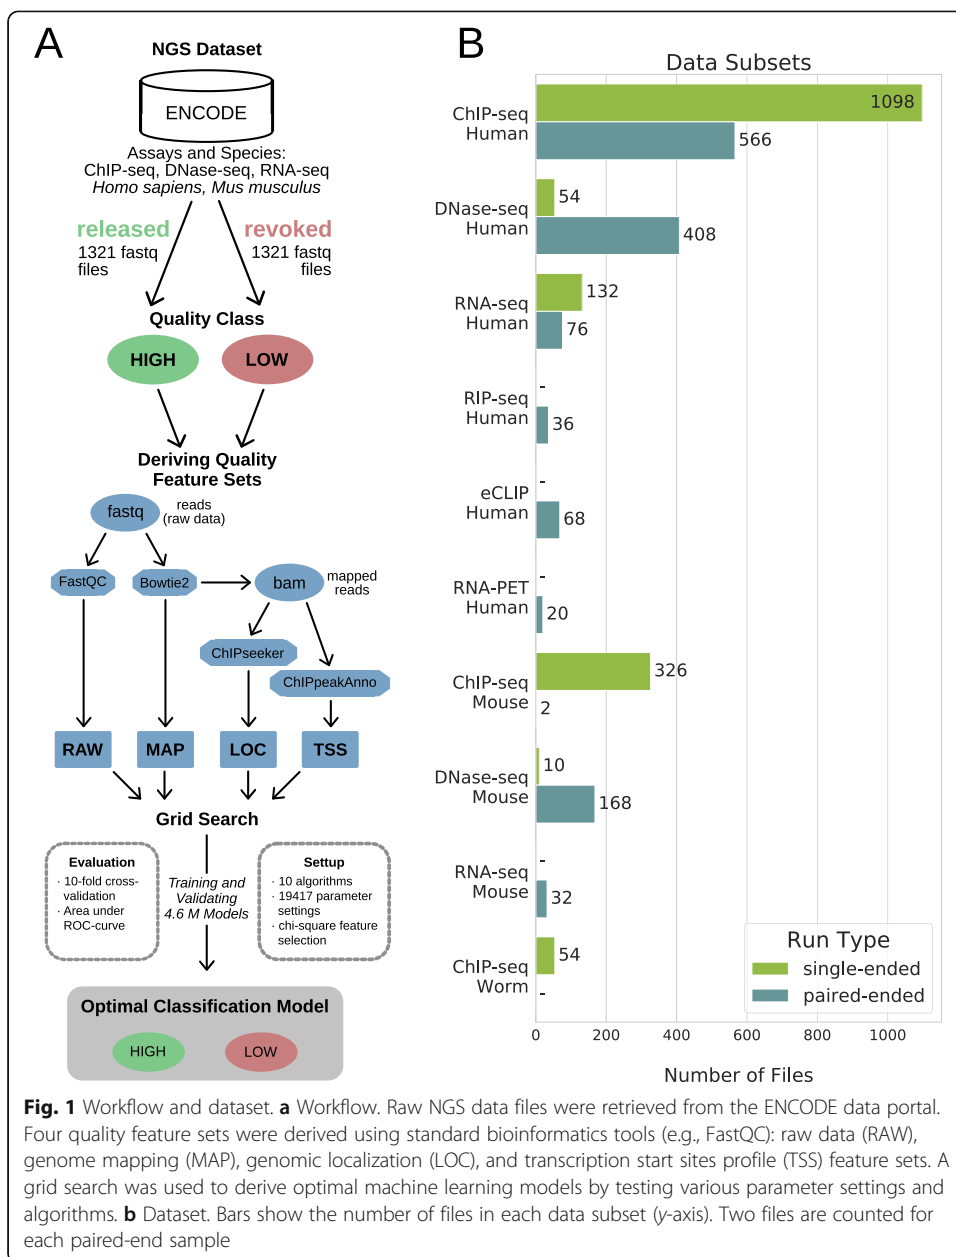 A
NGS Dataset
ENCODE
Assays and Species:
ChIP-seq, DNase-seq, RNA-seq
Homo sapiens, Mus musculus
released
1321 fastq
files
revoked
1321 fastq
files
Quality Class
HIGH
LOW
Deriving Quality
Feature Sets
fastq
reads
(raw data)
FastQC
Bowtie2
bam
mapped
reads
ChIPseeker
ChIPpeakAnno
RAW
MAP
LOC
TSS
Grid Search
Evaluation
· 10-fold cross-
validation
· Area under
ROC-curve
Training and
Validating
4.6 M Models
Settup
· 10 algorithms
· 19417 parameter
settings
· chi-square feature
selection
Optimal Classification Model
HIGH
LOW
B
Data Subsets
ChIP-seq
Human
1098
566
DNase-seq
Human
54
408
RNA-seq
Human
132
76
RIP-seq
Human
-
36
eCLIP
Human
-
68
RNA-PET
Human
-
20
ChIP-seq
Mouse
326
2
DNase-seq
Mouse
10
168
RNA-seq
Mouse
-
32
ChIP-seq
Worm
54
-
Run Type
single-ended
paired-ended
0 200 400 600 800 1000
Number of Files
Fig. 1 Workflow and dataset. a Workflow. Raw NGS data files were retrieved from the ENCODE data portal.
Four quality feature sets were derived using standard bioinformatics tools (e.g., FastQC): raw data (RAW),
genome mapping (MAP), genomic localization (LOC), and transcription start sites profile (TSS) feature sets. A
grid search was used to derive optimal machine learning models by testing various parameter settings and
algorithms. b Dataset. Bars show the number of files in each data subset (y-axis). Two files are counted for
each paired-end sample